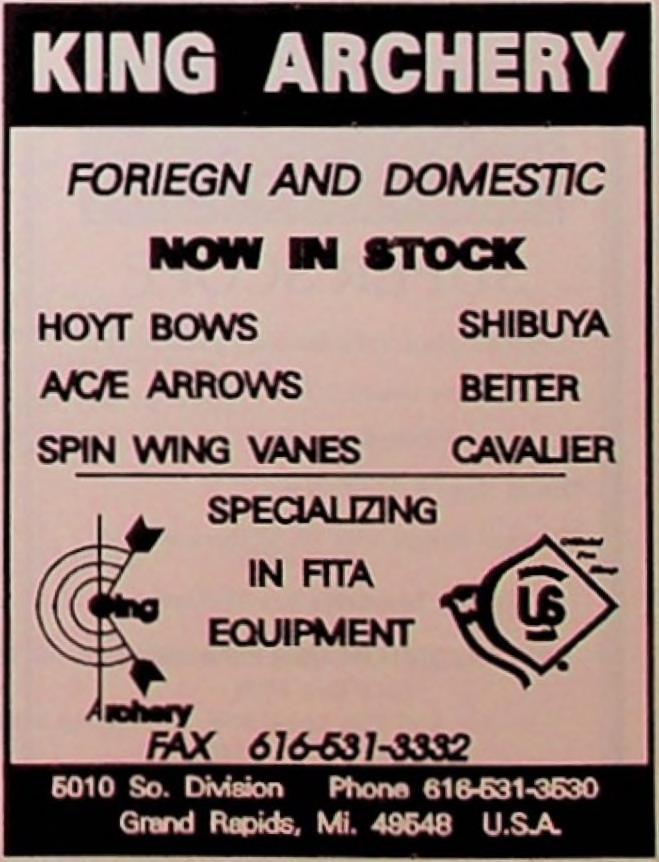 KING ARCHERY
FORIEGN AND DOMESTIC
NOW IN STOCK
HOYT BOWS SHIBUYA
A/C/E ARROWS BEITER
SPIN WING VANES CAVALIER
SPECIALIZING
IN FITA
EQUIPMENT
King
Archery
US
FAX 616-531-3332
5010 So. Division Phone 616-531-3530
Grand Rapids, Mi. 49548 U.S.A.